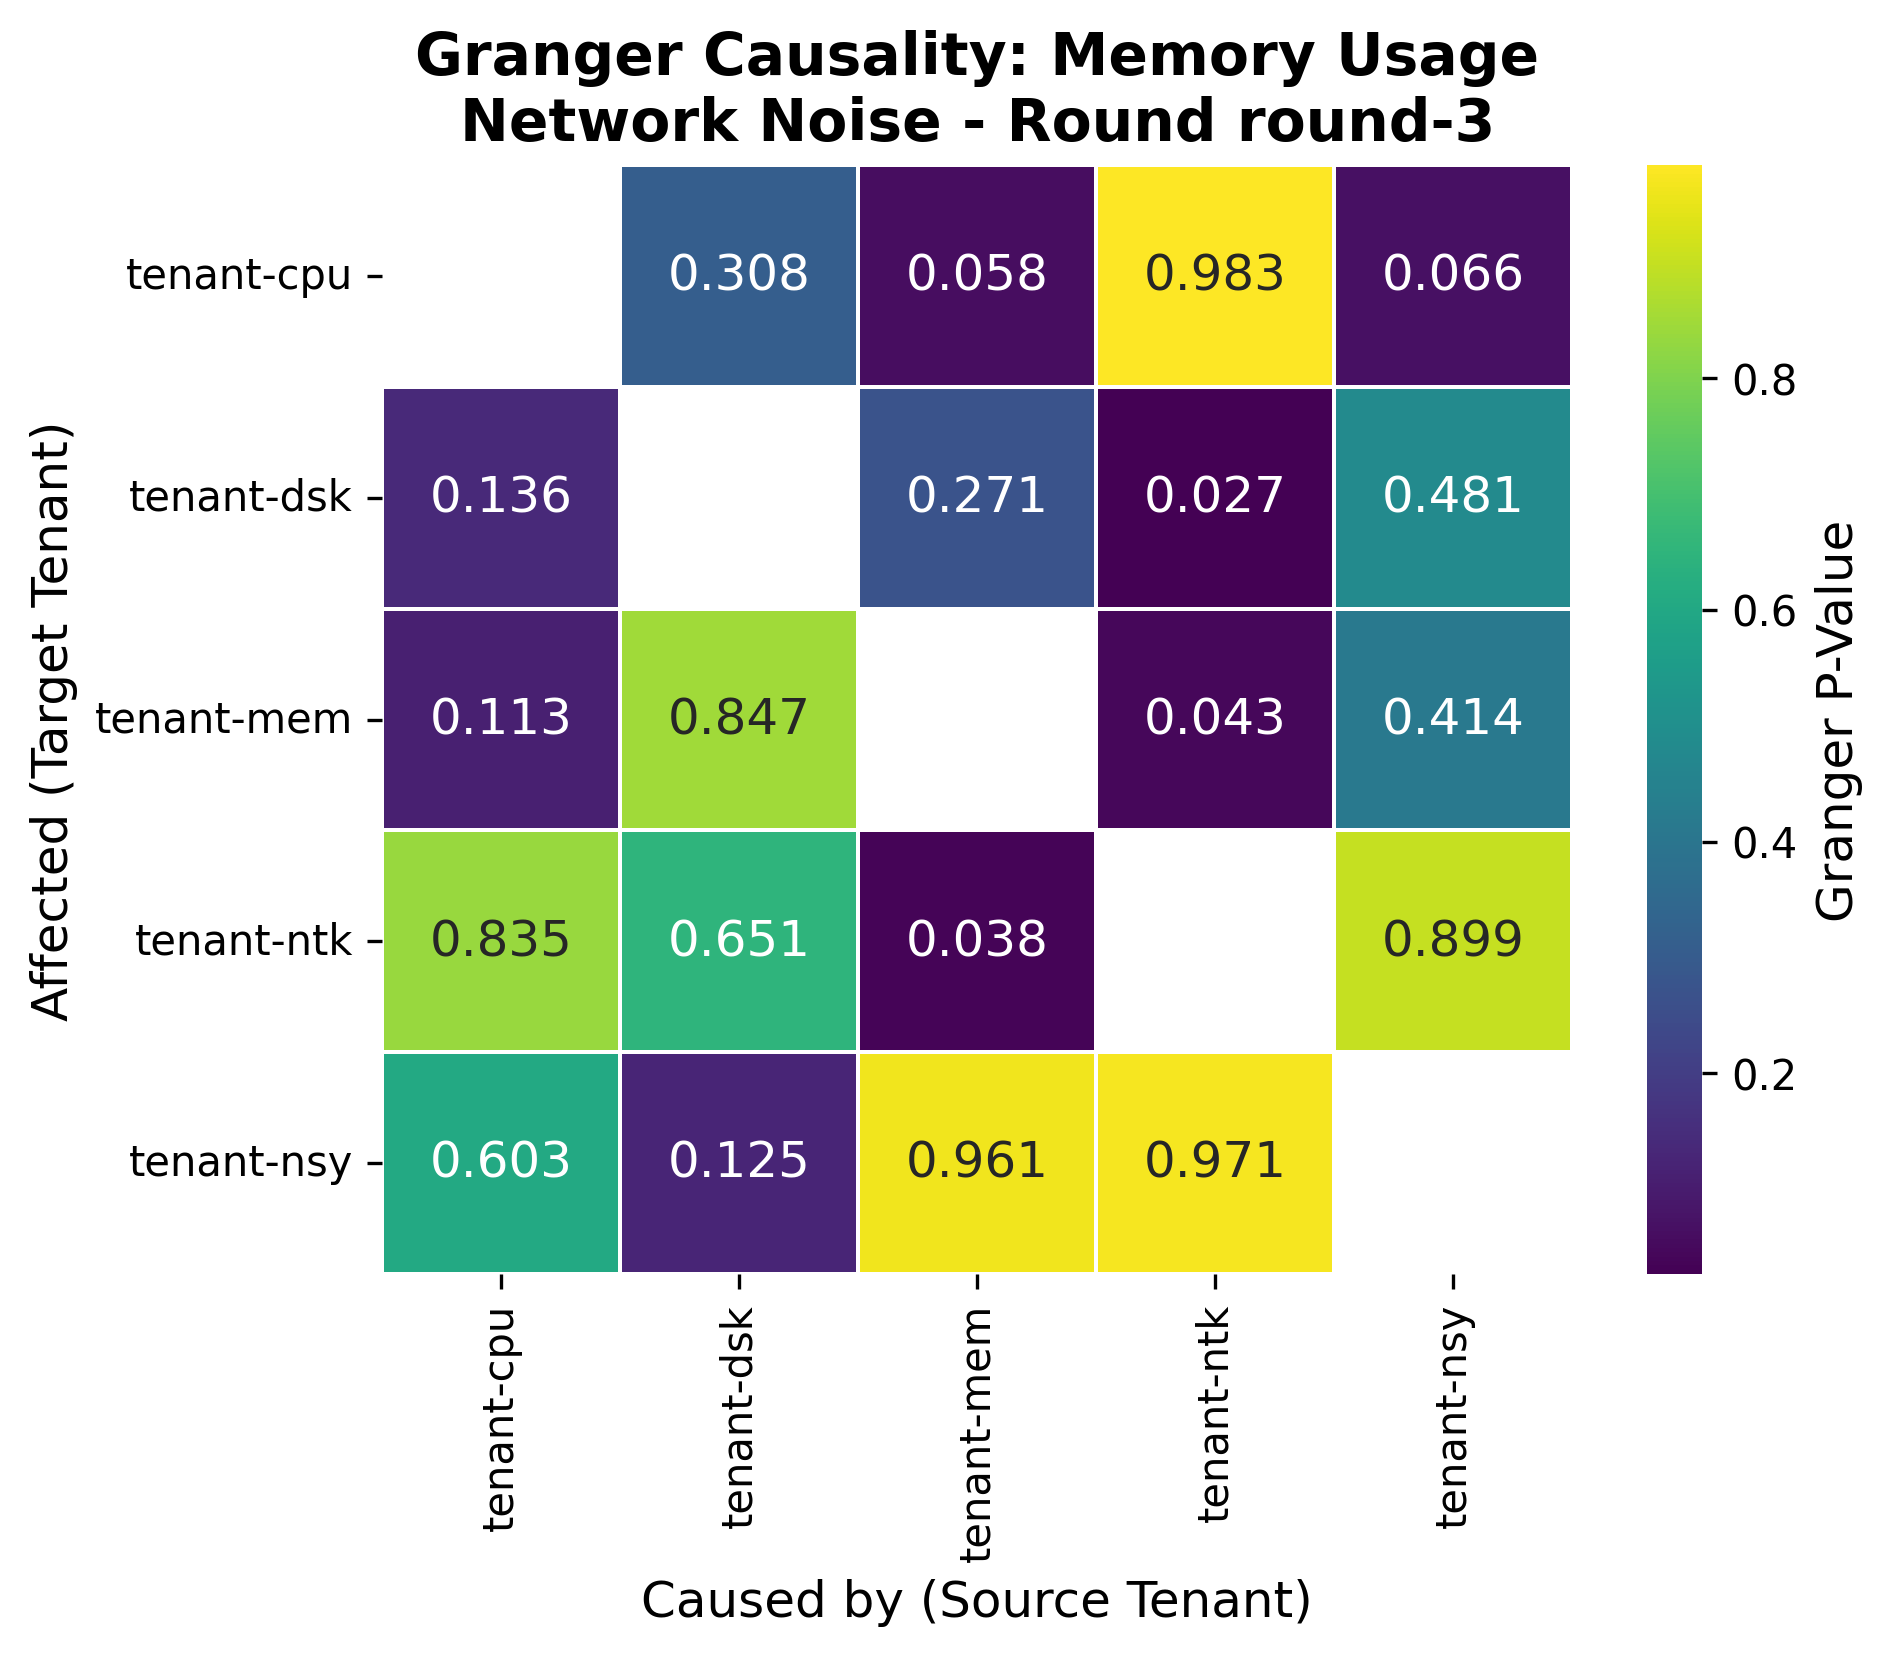 Granger Causality: Memory Usage
Network Noise - Round round-3
Affected (Target Tenant)
tenant-cpu
0.308
0.058
0.983
0.066
tenant-dsk
0.136
0.271
0.027
0.481
tenant-mem
0.113
0.847
0.043
0.414
tenant-ntk
0.835
0.651
0.038
0.899
tenant-nsy
0.603
0.125
0.961
0.971
tenant-cpu
tenant-dsk
tenant-mem
tenant-ntk
tenant-nsy
Caused by (Source Tenant)
0.8
0.6
0.4
0.2
Granger P-Value